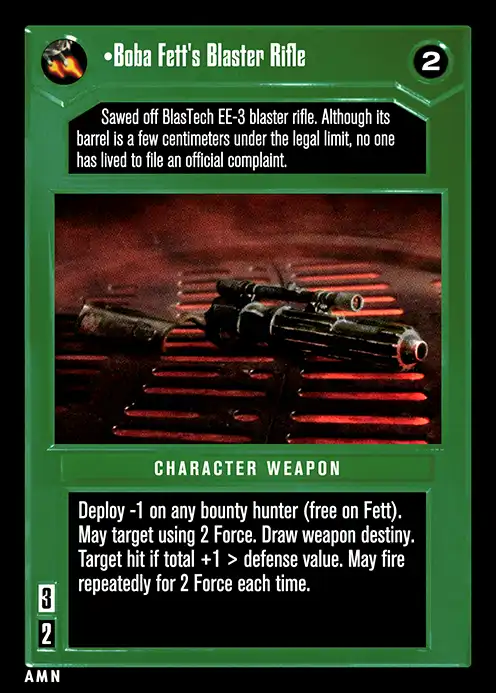 •Boba Fett's Blaster Rifle
2
Sawed off BlasTech EE-3 blaster rifle. Although its
barrel is a few centimeters under the legal limit, no one
has lived to file an official complaint.
CHARACTER WEAPON
Deploy -1 on any bounty hunter (free on Fett).
May target using 2 Force. Draw weapon destiny.
Target hit if total +1 > defense value. May fire
repeatedly for 2 Force each time.
3
2
AMN